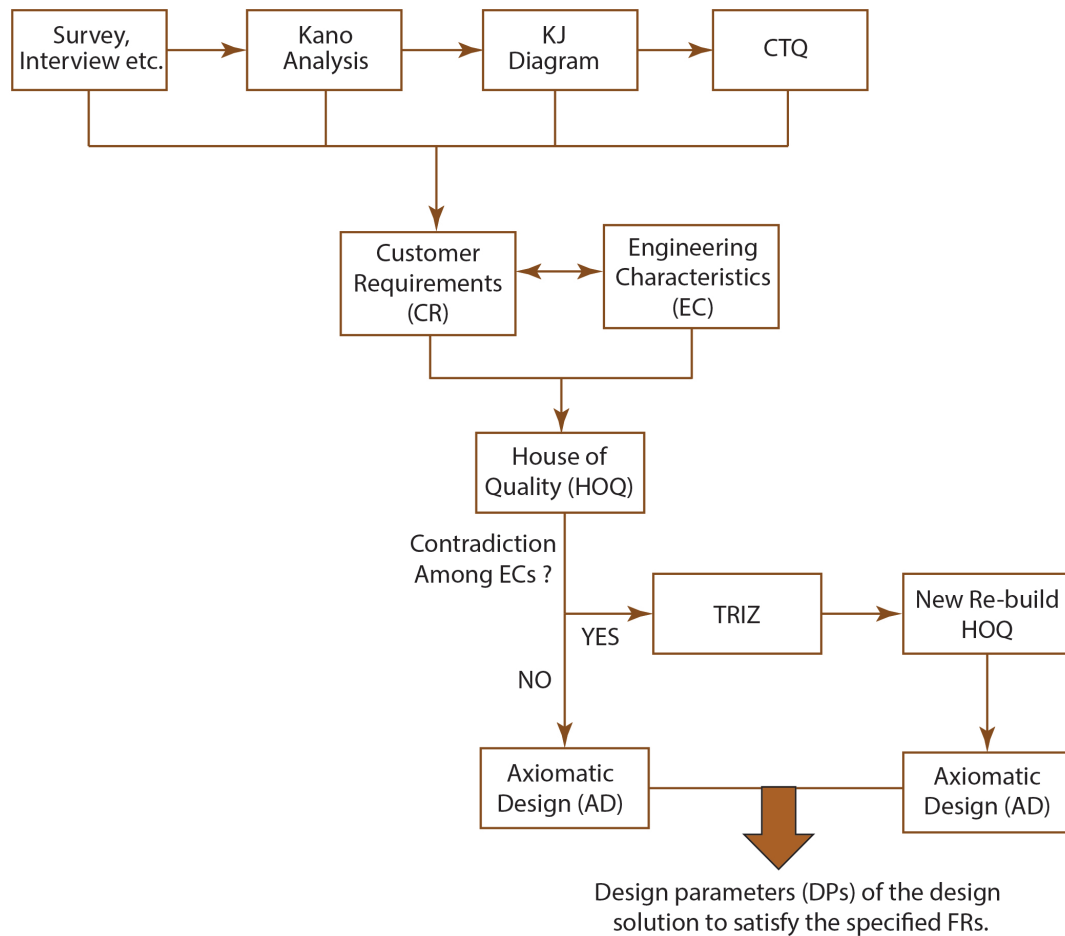 Survey,
Interview etc.
Kano
Analysis
KJ
Diagram
CTQ
Customer
Requirements
(CR)
Engineering
Characteristics
(EC)
House of
Quality (HOQ)
Contradiction
Among ECs ?
YES
TRIZ
New Re-build
HOQ
NO
Axiomatic
Design (AD)
Axiomatic
Design (AD)
Design parameters (DPs) of the design
solution to satisfy the specified FRs.